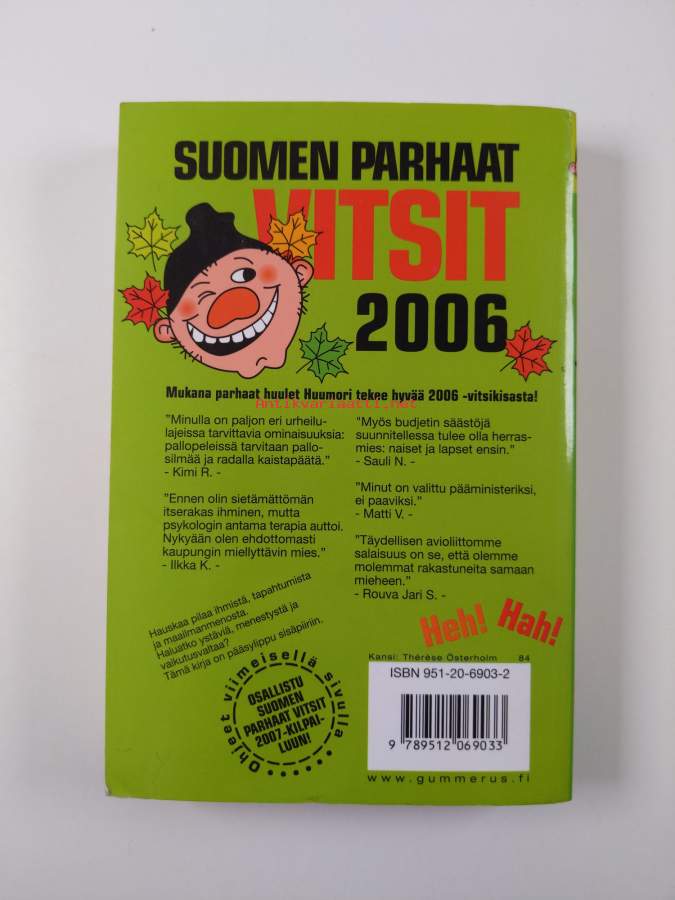 SUOMEN PARHAAT
VITSIT
2006
Mukana parhaat huulet Huumori tekee hyvää 2006 -vitsikisasta!
Antikvariaatti.net
"Minulla on paljon eri urheilu-
lajeissa tarvittavia ominaisuuksia:
pallopeleissä tarvitaan pallo-
silmää ja radalla kaistapäätä."
- Kimi R. -
"Ennen olin sietämättömän
itserakas ihminen, mutta
psykologin antama terapia auttoi.
Nykyään olen ehdottomasti
kaupungin miellyttävin mies."
- Ilkka K. -
"Myös budjetin säästöjä
suunnitellessa tulee olla herras-
mies: naiset ja lapset ensin."
- Sauli N. -
"Minut on valittu pääministeriksi,
ei paaviksi."
- Matti V. -
"Täydellisen avioliittomme
salaisuus on se, että olemme
molemmat rakastuneita samaan
mieheen."
- Rouva Jari S. -
Hauskaa pilaa ihmistä, tapahtumista
ja maailmanmenosta.
Haluatko ystäviä, menestystä ja
vaikutusvaltaa?
Tämä kirja on pääsylippu sisäpiiriin.
Heh! Hah!
Ohjeet viimeisellä sivulla
OSALLISTU
SUOMEN
PARHAAT VITSIT
2007-KILPAI-
LUUN!
Kansi: Thérèse Österholm 84
ISBN 951-20-6903-2
9 789512 069033
www.gummerus.fi